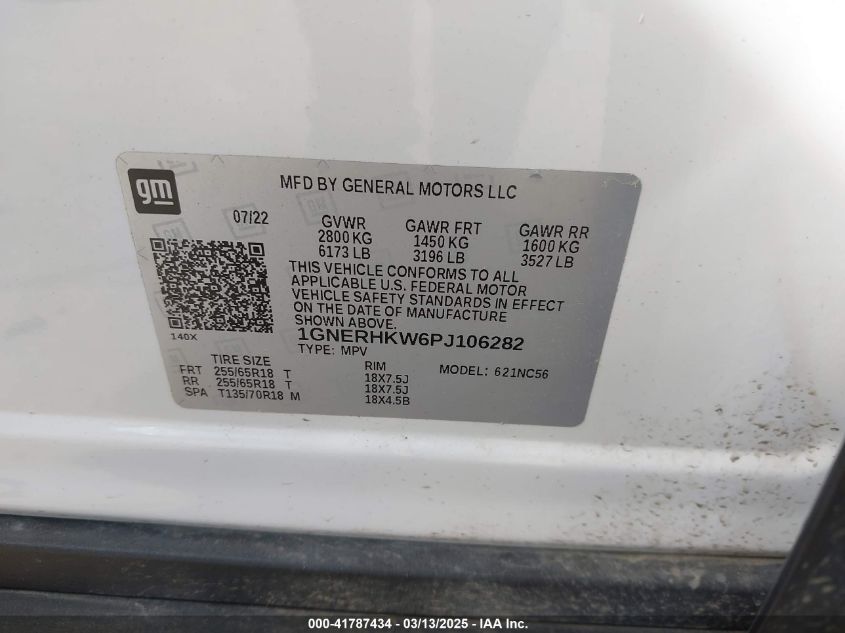 gm
MFD BY GENERAL MOTORS LLC
07/22
GVWR GAWR FRT GAWR RR
2800 KG 1450 KG 1600 KG
6173 LB 3196 LB 3527 LB
THIS VEHICLE CONFORMS TO ALL
APPLICABLE U.S. FEDERAL MOTOR
VEHICLE SAFETY STANDARDS IN EFFECT
ON THE DATE OF MANUFACTURE
SHOWN ABOVE.
140X
1GNERHKW6PJ106282
TYPE: MPV
TIRE SIZE RIM MODEL: 621NC56
FRT 255/65R18 T 18X7.5J
RR 255/65R18 T 18X7.5J
SPA T135/70R18 M 18X4.5B
000-41787434 - 03/13/2025 - IAA Inc.